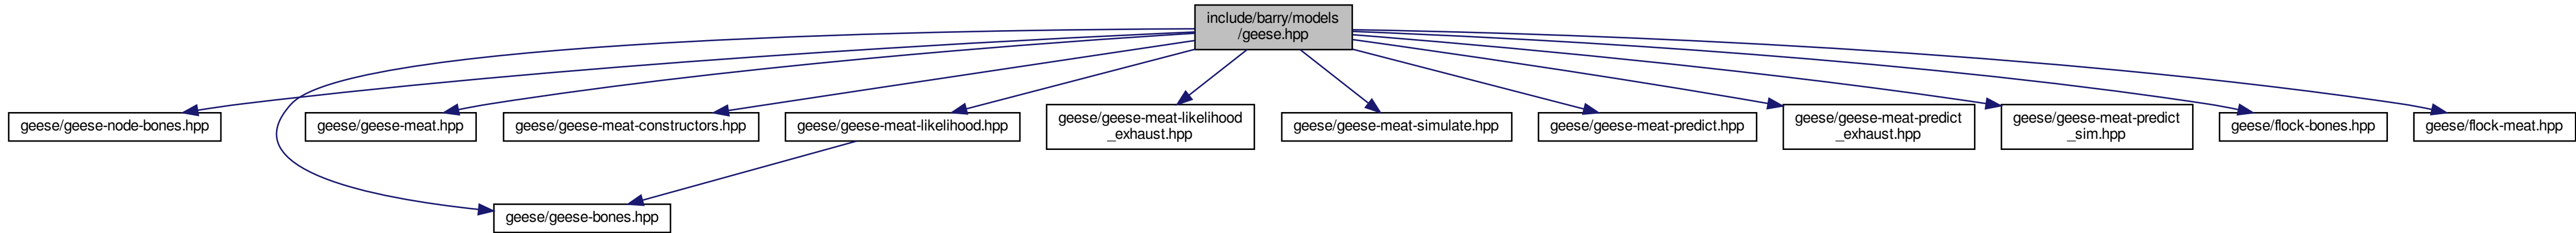 include/barry/models
/geese.hpp
geese/geese-node-bones.hpp
geese/geese-meat.hpp
geese/geese-meat-constructors.hpp
geese/geese-meat-likelihood.hpp
geese/geese-meat-likelihood
_exhaust.hpp
geese/geese-meat-simulate.hpp
geese/geese-meat-predict.hpp
geese/geese-meat-predict
_exhaust.hpp
geese/geese-meat-predict
_sim.hpp
geese/flock-bones.hpp
geese/flock-meat.hpp
geese/geese-bones.hpp